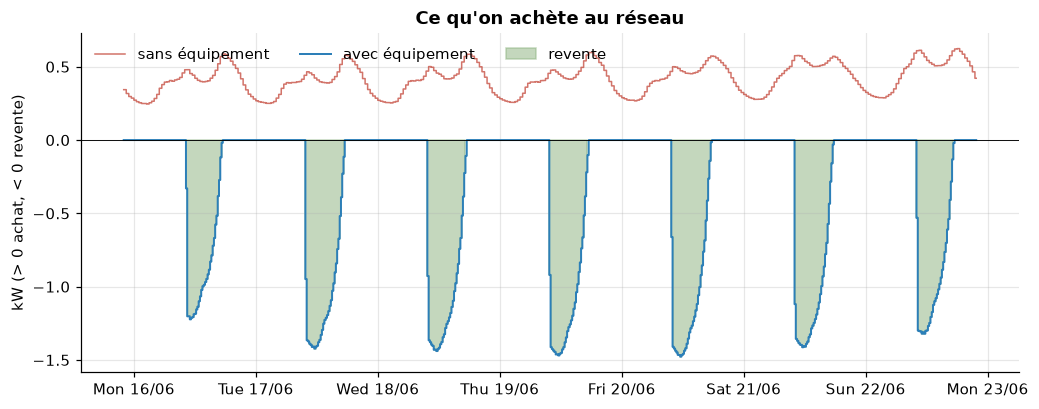 Ce qu'on achète au réseau
sans équipement avec équipement revente
kW (> 0 achat, < 0 revente)
0.5
0.0
−0.5
−1.0
−1.5
Mon 16/06 Tue 17/06 Wed 18/06 Thu 19/06 Fri 20/06 Sat 21/06 Sun 22/06 Mon 23/06